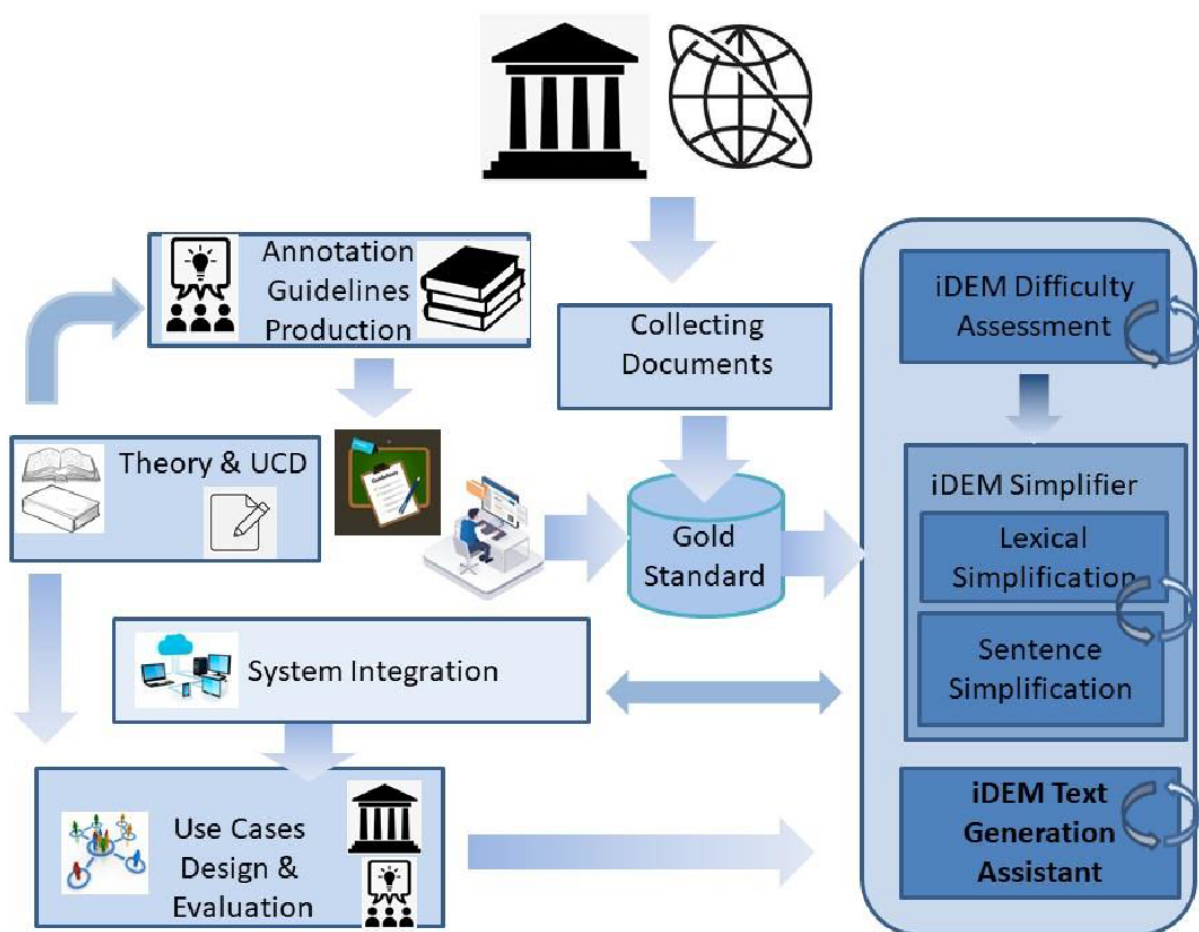 Annotation
Guidelines
Production
Collecting
Documents
iDEM Difficulty
Assessment
Theory & UCD
Guidelines
Gold
Standard
iDEM Simplifier
Lexical
Simplification
Sentence
Simplification
System Integration
Use Cases
Design &
Evaluation
iDEM Text
Generation
Assistant